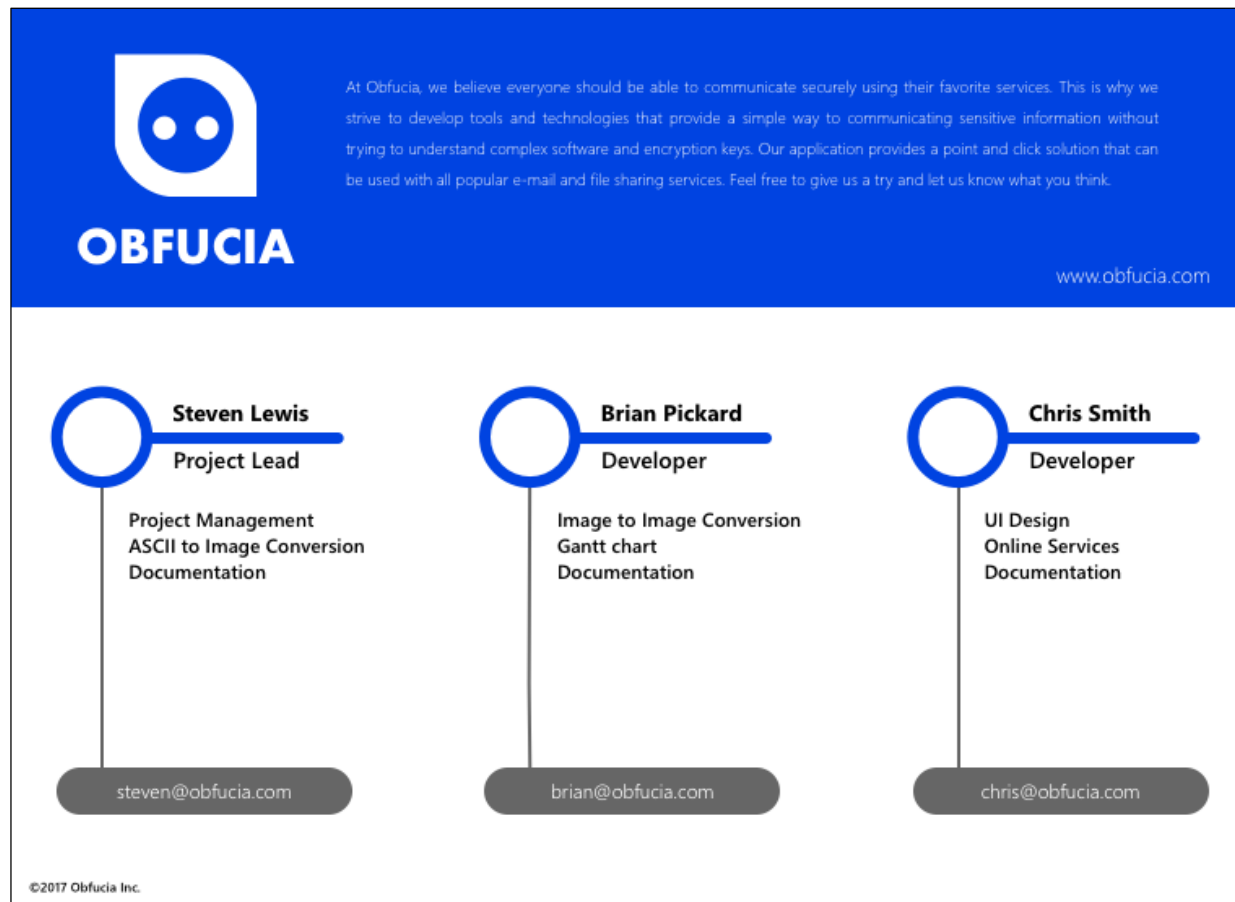 At Obfucia, we believe everyone should be able to communicate securely using their favorite services. This is why we
strive to develop tools and technologies that provide a simple way to communicating sensitive information without
trying to understand complex software and encryption keys. Our application provides a point and click solution that can
be used with all popular e-mail and file sharing services. Feel free to give us a try and let us know what you think.
OBFUCIA
www.obfucia.com
Steven Lewis
Project Lead
Project Management
ASCII to Image Conversion
Documentation
steven@obfucia.com
Brian Pickard
Developer
Image to Image Conversion
Gantt chart
Documentation
brian@obfucia.com
Chris Smith
Developer
UI Design
Online Services
Documentation
chris@obfucia.com
©2017 Obfucia Inc.